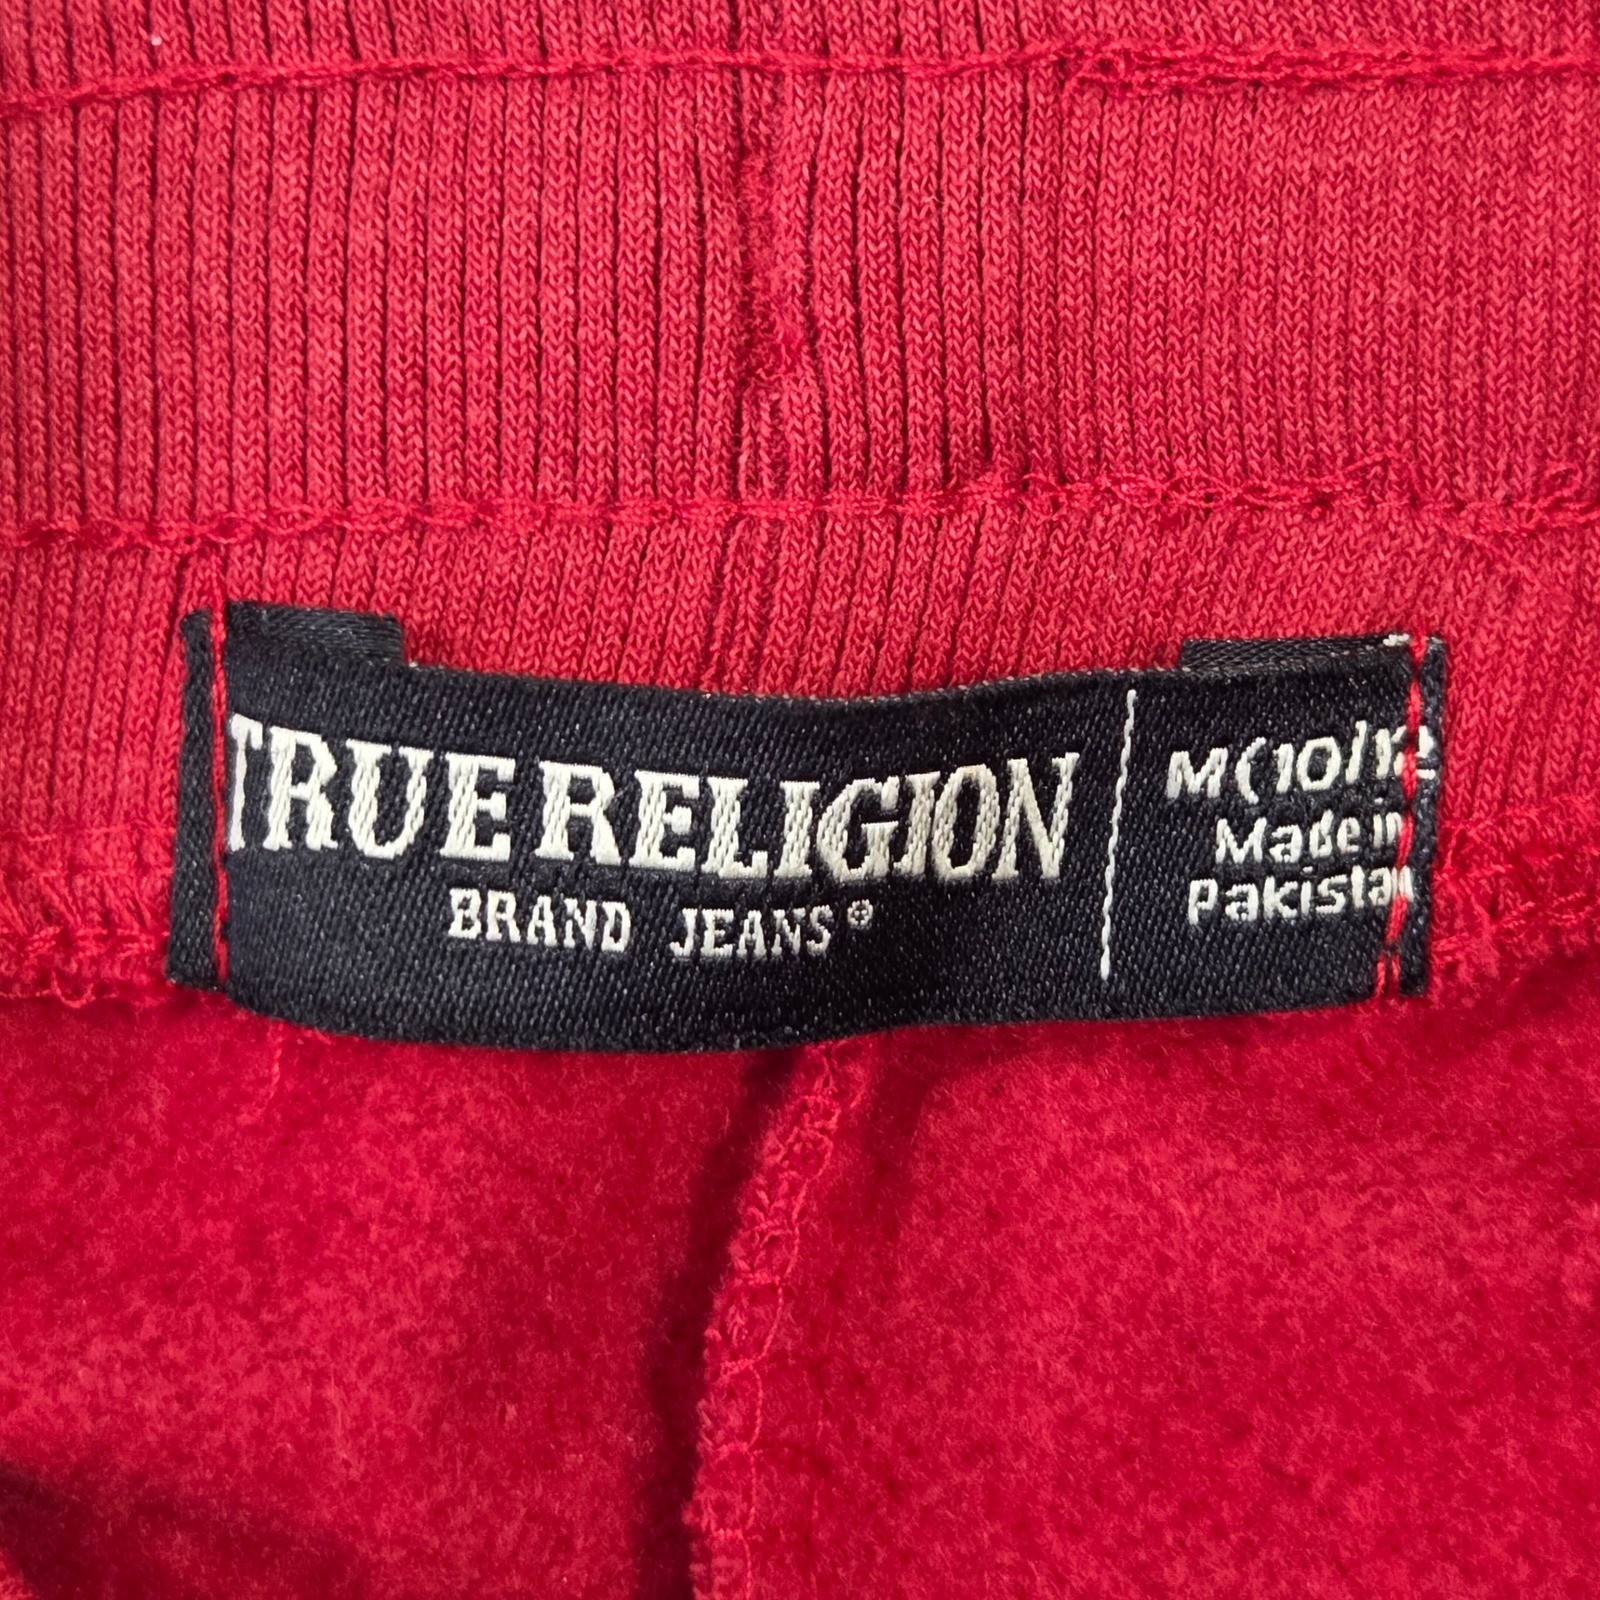 TRUE RELIGION
BRAND JEANS®
M(10/12
Made in
Pakistan